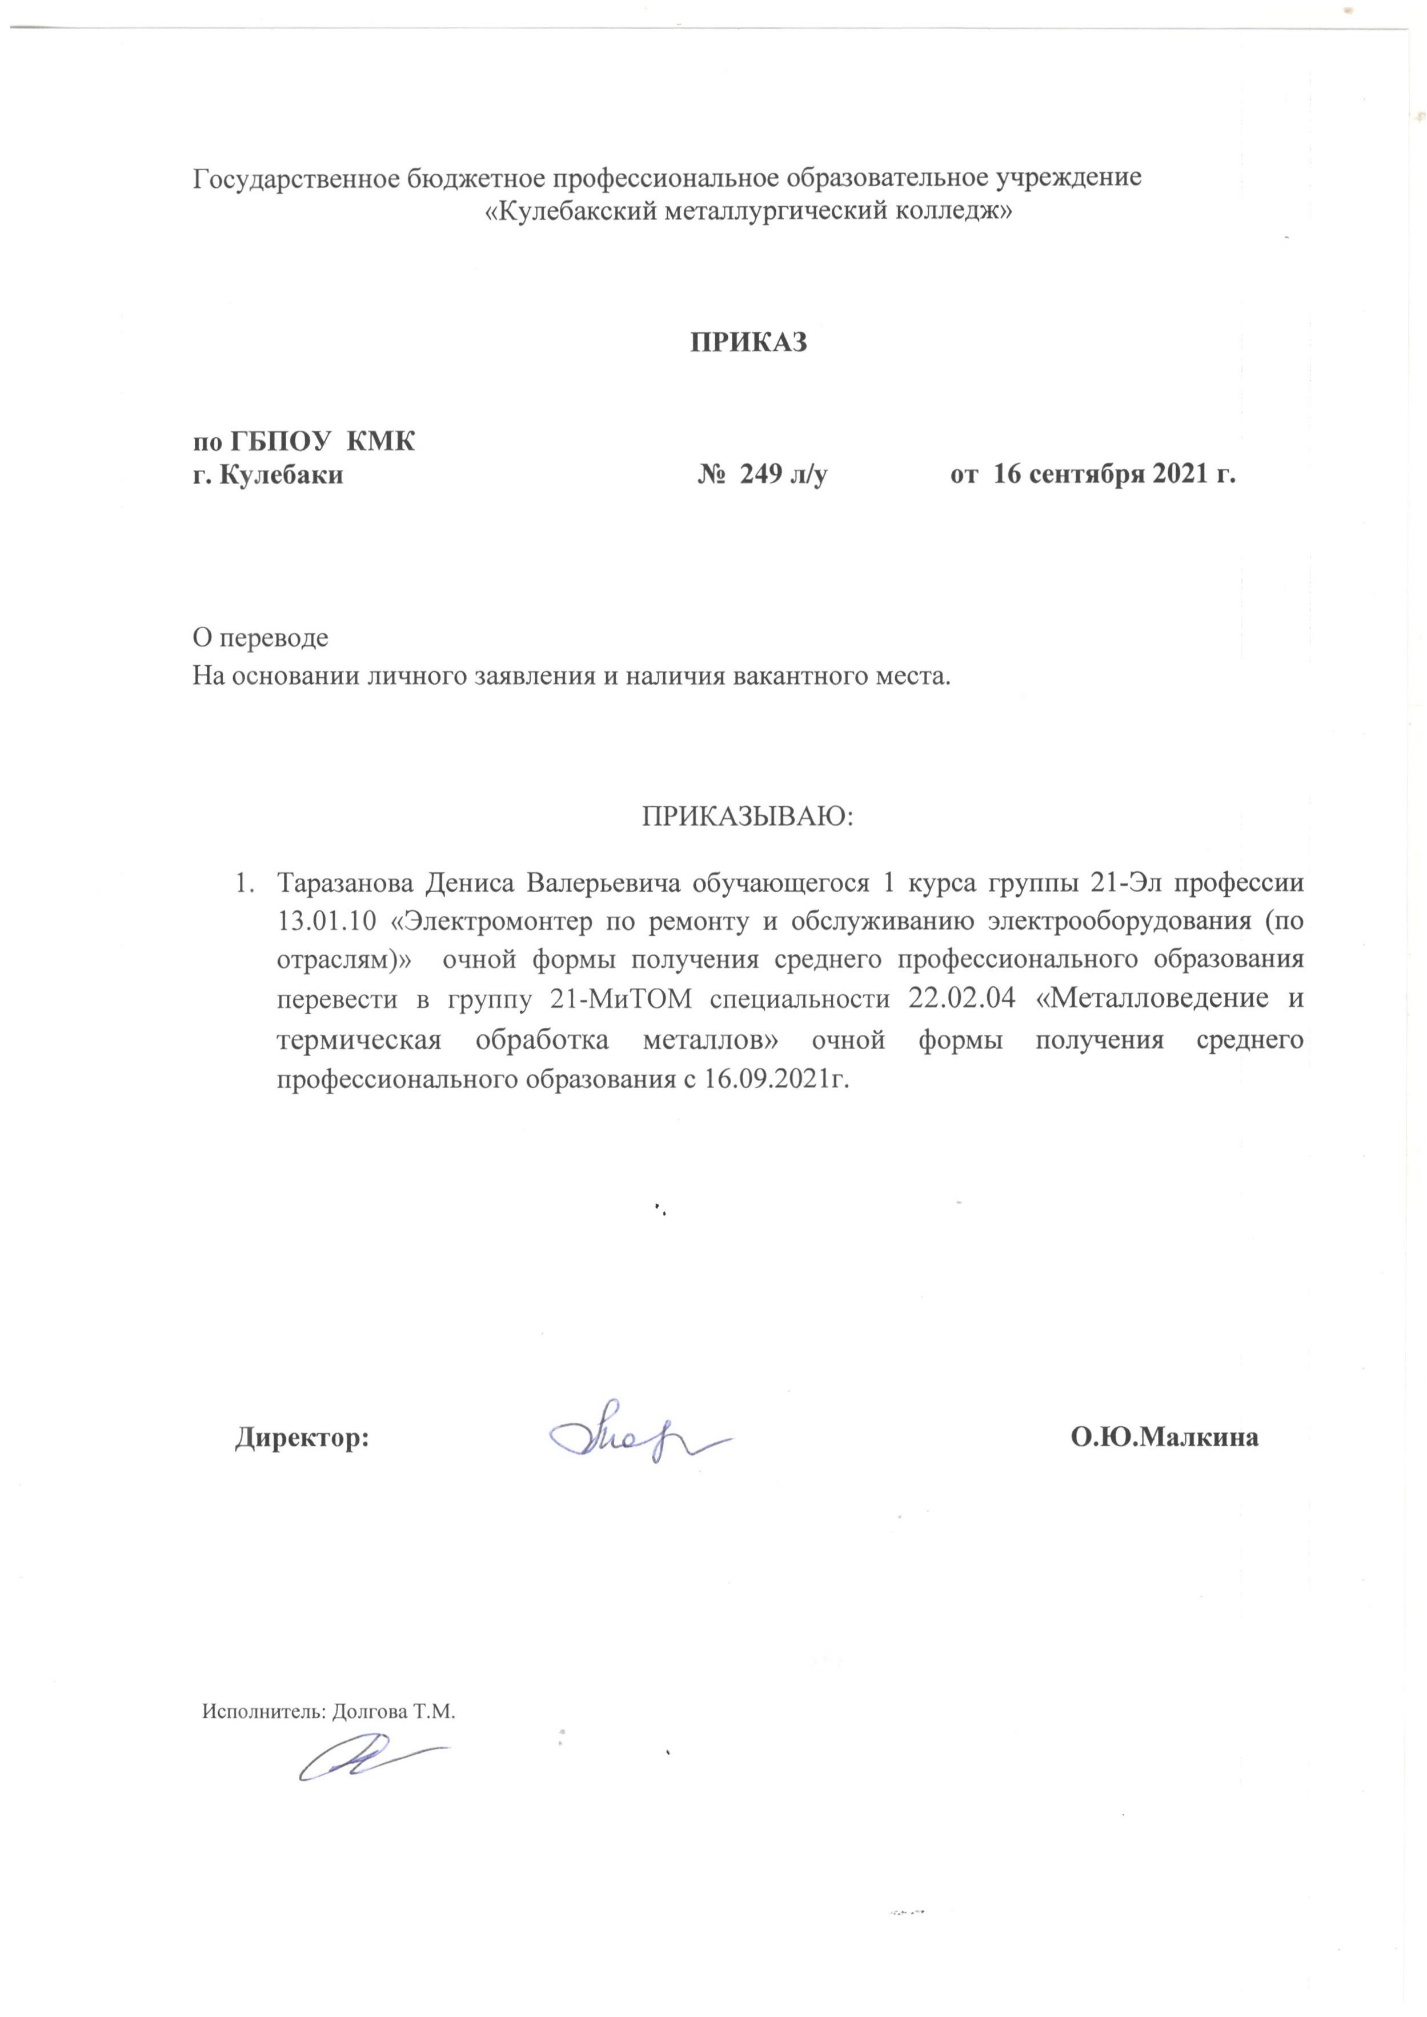 Государственное бюджетное профессиональное образовательное учреждение
«Кулебакский металлургический колледж»
ПРИКАЗ
по ГБПОУ КМК
г. Кулебаки № 249 л/у от 16 сентября 2021 г.
О переводе
На основании личного заявления и наличия вакантного места.
ПРИКАЗЫВАЮ:
1. Таразанова Дениса Валерьевича обучающегося 1 курса группы 21-Эл профессии
13.01.10 «Электромонтер по ремонту и обслуживанию электрооборудования (по
отраслям)» очной формы получения среднего профессионального образования
перевести в группу 21-МиТОМ специальности 22.02.04 «Металловедение и
термическая обработка металлов» очной формы получения среднего
профессионального образования с 16.09.2021г.
Директор: О.Ю.Малкина
Исполнитель: Долгова Т.М.